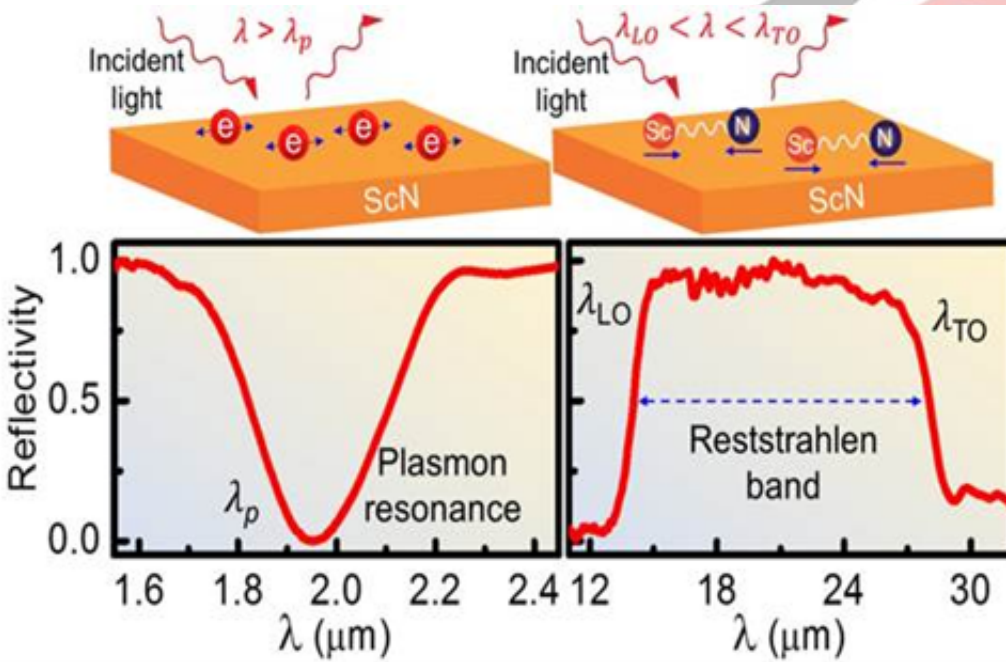 λ > λp
Incident
light
e e e e
ScN
λLO < λ < λTO
Incident
light
Sc N
Sc N
ScN
Reflectivity
1.0
0.5
0.0
λp
Plasmon
resonance
1.6 1.8 2.0 2.2 2.4
λ (μm)
λLO
λTO
Reststrahlen
band
12 18 24 30
λ (μm)